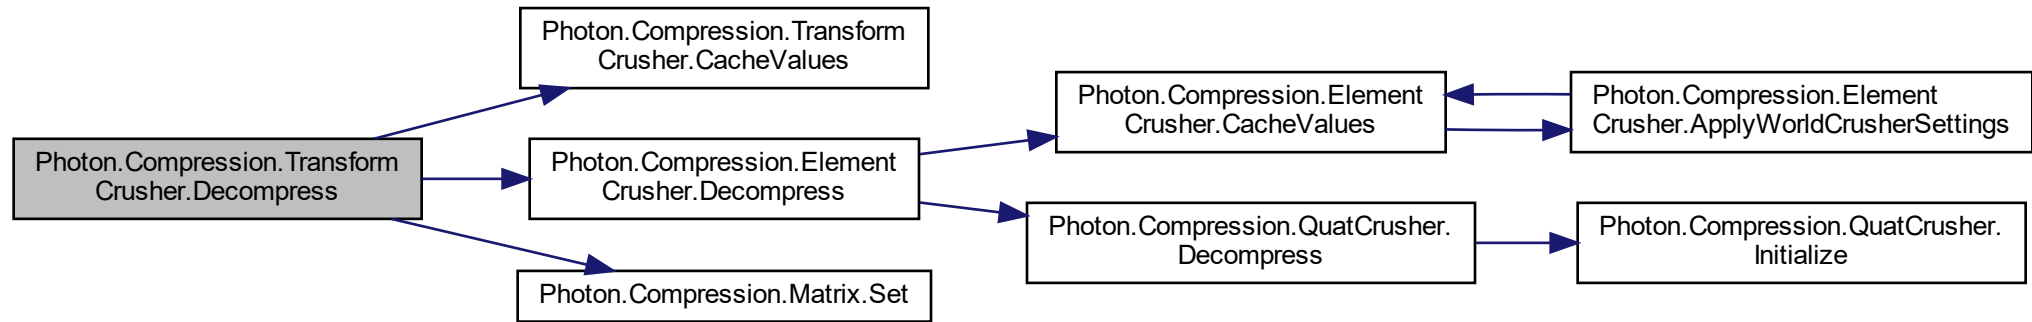 Photon.Compression.Transform
Crusher.Decompress
Photon.Compression.Transform
Crusher.CacheValues
Photon.Compression.Element
Crusher.Decompress
Photon.Compression.Matrix.Set
Photon.Compression.Element
Crusher.CacheValues
Photon.Compression.QuatCrusher.
Decompress
Photon.Compression.Element
Crusher.ApplyWorldCrusherSettings
Photon.Compression.QuatCrusher.
Initialize